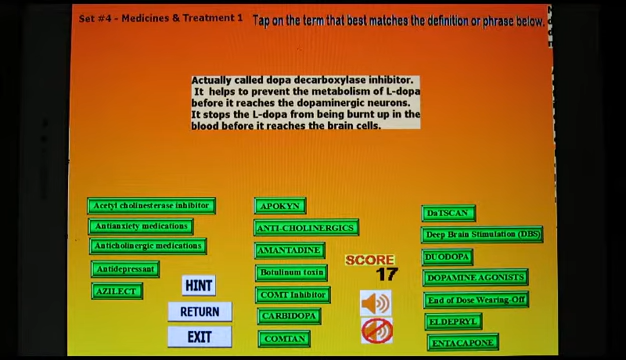 Set #4 - Medicines & Treatment 1
Tap on the term that best matches the definition or phrase below.
Actually called dopa decarboxylase inhibitor.
It helps to prevent the metabolism of L-dopa
before it reaches the dopaminergic neurons.
It stops the L-dopa from being burnt up in the
blood before it reaches the brain cells.
Acetyl cholinesterase inhibitor
Antianxiety medications
Anticholinergic medications
Antidepressant
AZILECT
HINT
RETURN
EXIT
APOKYN
ANTI-CHOLINERGICS
AMANTADINE
Botulinum toxin
COMT Inhibitor
CARBIDOPA
COMTAN
SCORE
17
DaTSCAN
Deep Brain Stimulation (DBS)
DUODOPA
DOPAMINE AGONISTS
End of Dose Wearing-Off
ELDEPRYL
ENTACAPONE